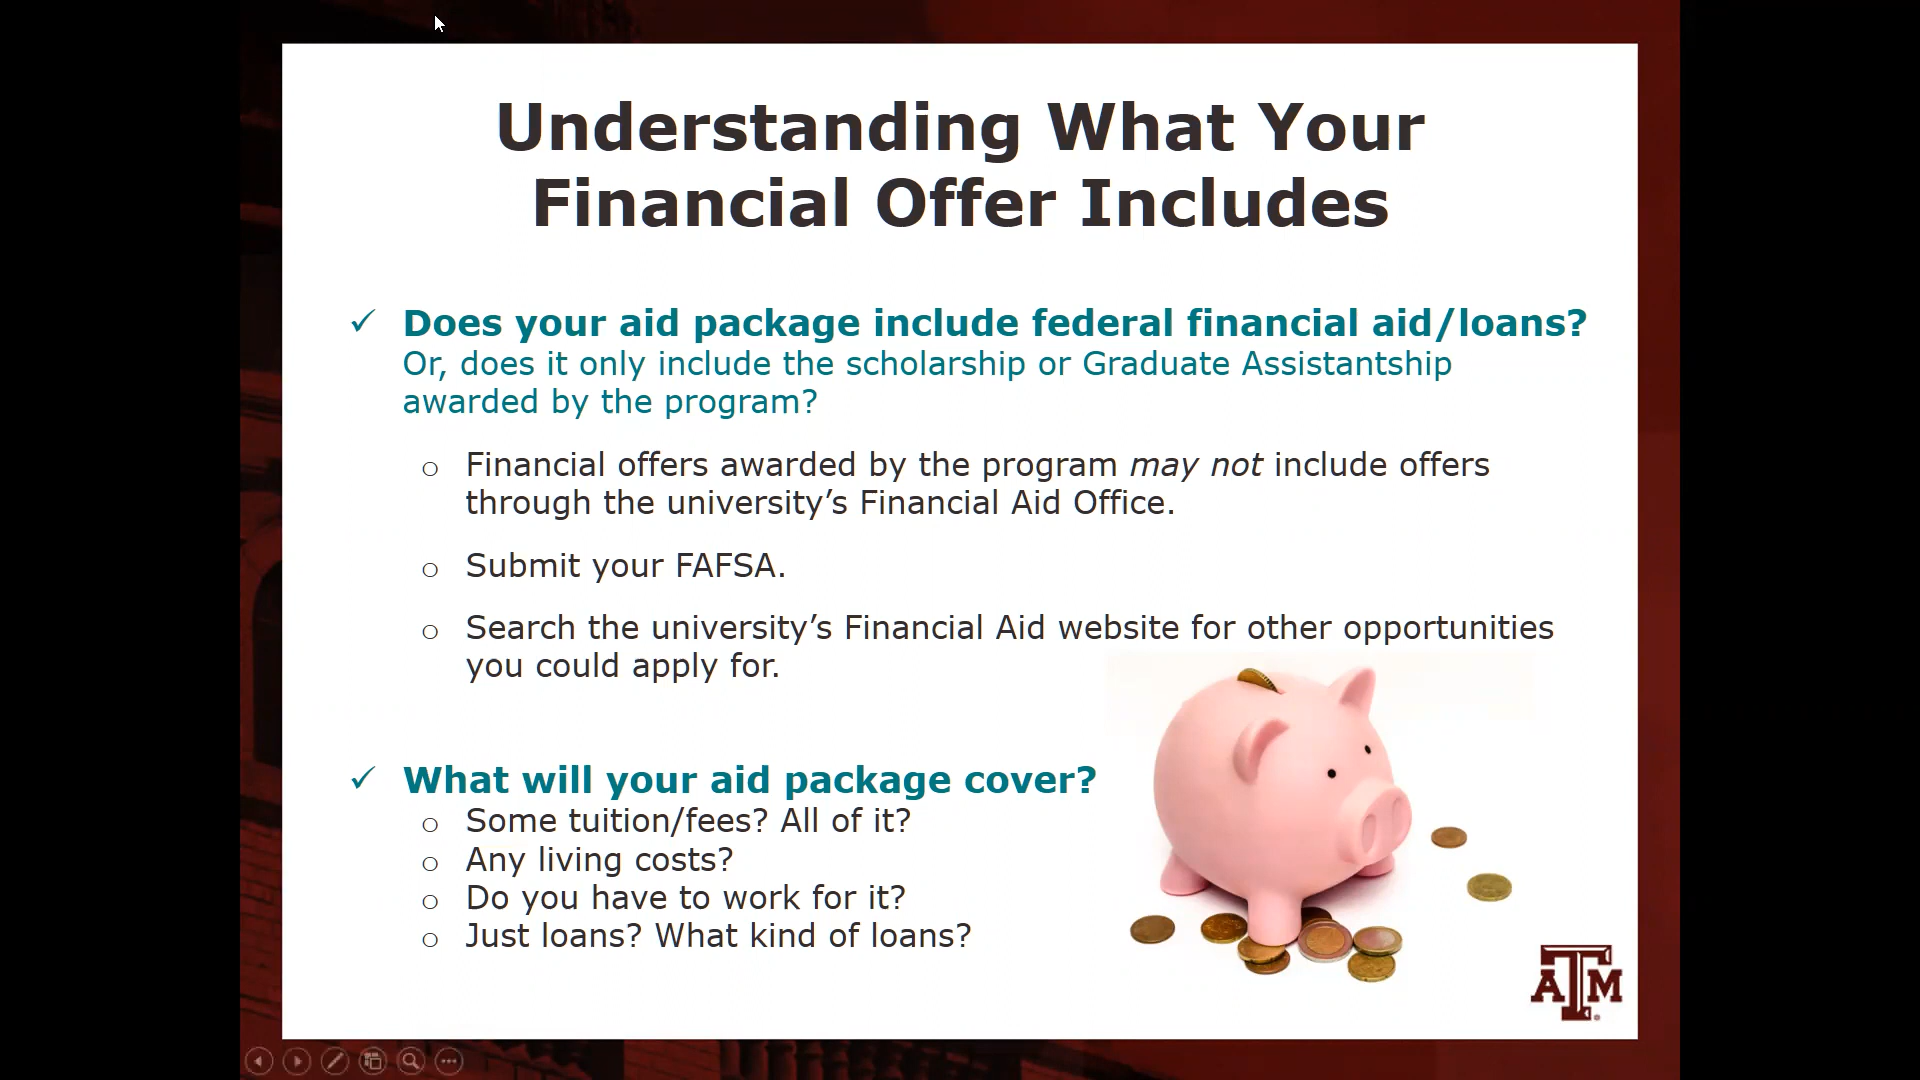 Understanding What Your
Financial Offer Includes
✓ Does your aid package include federal financial aid/loans?
Or, does it only include the scholarship or Graduate Assistantship
awarded by the program?
o Financial offers awarded by the program may not include offers
through the university’s Financial Aid Office.
o Submit your FAFSA.
o Search the university’s Financial Aid website for other opportunities
you could apply for.
✓ What will your aid package cover?
o Some tuition/fees? All of it?
o Any living costs?
o Do you have to work for it?
o Just loans? What kind of loans?
ATM